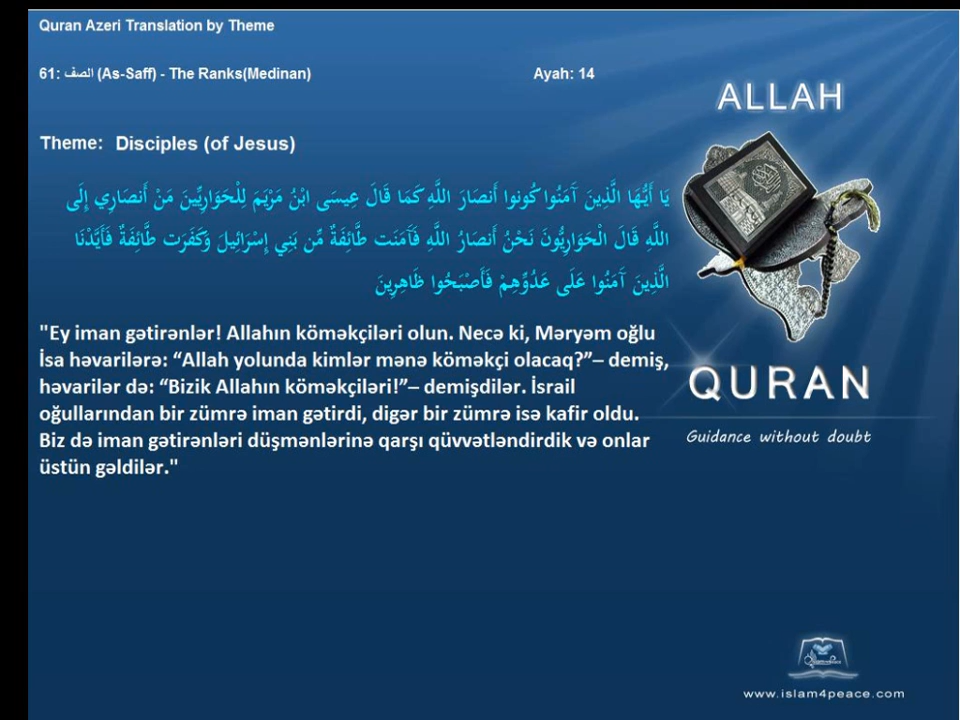 Quran Azeri Translation by Theme
61: الصف (As-Saff) - The Ranks(Medinan)
Ayah: 14
Theme: Disciples (of Jesus)
يَا أَيُّهَا الَّذِينَ آَمَنُوا كُونوا أَنصَارَ اللَّهِ كَمَا قَالَ عِيسَى ابْنُ مَرْيَمَ لِلْحَوَارِيِّينَ مَنْ أَنصَارِي إِلَى
اللَّهِ قَالَ الْحَوَارِيُّونَ نَحْنُ أَنصَارُ اللَّهِ فَآَمَنَت طَّائِفَةٌ مِّن بَنِي إِسْرَائِيلَ وَكَفَرَت طَّائِفَةٌ فَأَيَّدْنَا
الَّذِينَ آَمَنُوا عَلَى عَدُوِّهِمْ فَأَصْبَحُوا ظَاهِرِينَ
"Ey iman gətirənlər! Allahın köməkçiləri olun. Necə ki, Məryəm oğlu
İsa həvarilərə: “Allah yolunda kimlər mənə köməkçi olacaq?”– demiş,
həvarilər də: “Bizik Allahın köməkçiləri!”– demişdilər. İsrail
oğullarından bir zümrə iman gətirdi, digər bir zümrə isə kafir oldu.
Biz də iman gətirənləri düşmənlərinə qarşı qüvvətləndirdik və onlar
üstün gəldilər."
ALLAH
QURAN
Guidance without doubt
www.islam4peace.com